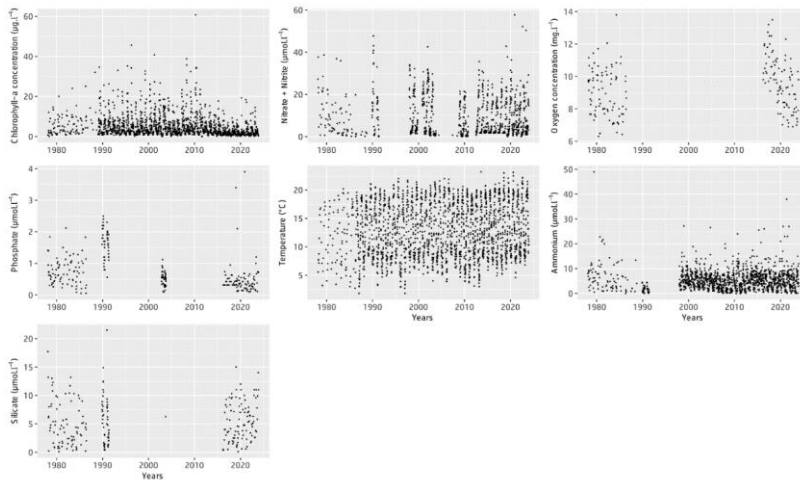 Chlorophyll-a concentration (µg.l⁻¹)
60
40
20
0
1980 1990 2000 2010 2020
Nitrate + Nitrite (µmol.l⁻¹)
60
40
20
0
1980 1990 2000 2010 2020
Oxygen concentration (mg.l⁻¹)
14
12
10
8
6
1980 1990 2000 2010 2020
Phosphate (µmol.l⁻¹)
4
3
2
1
0
1980 1990 2000 2010 2020
Temperature (°C)
20
15
10
5
1980 1990 2000 2010 2020
Years
Ammonium (µmol.l⁻¹)
50
40
30
20
10
0
1980 1990 2000 2010 2020
Years
Silicate (µmol.l⁻¹)
20
15
10
5
0
1980 1990 2000 2010 2020
Years